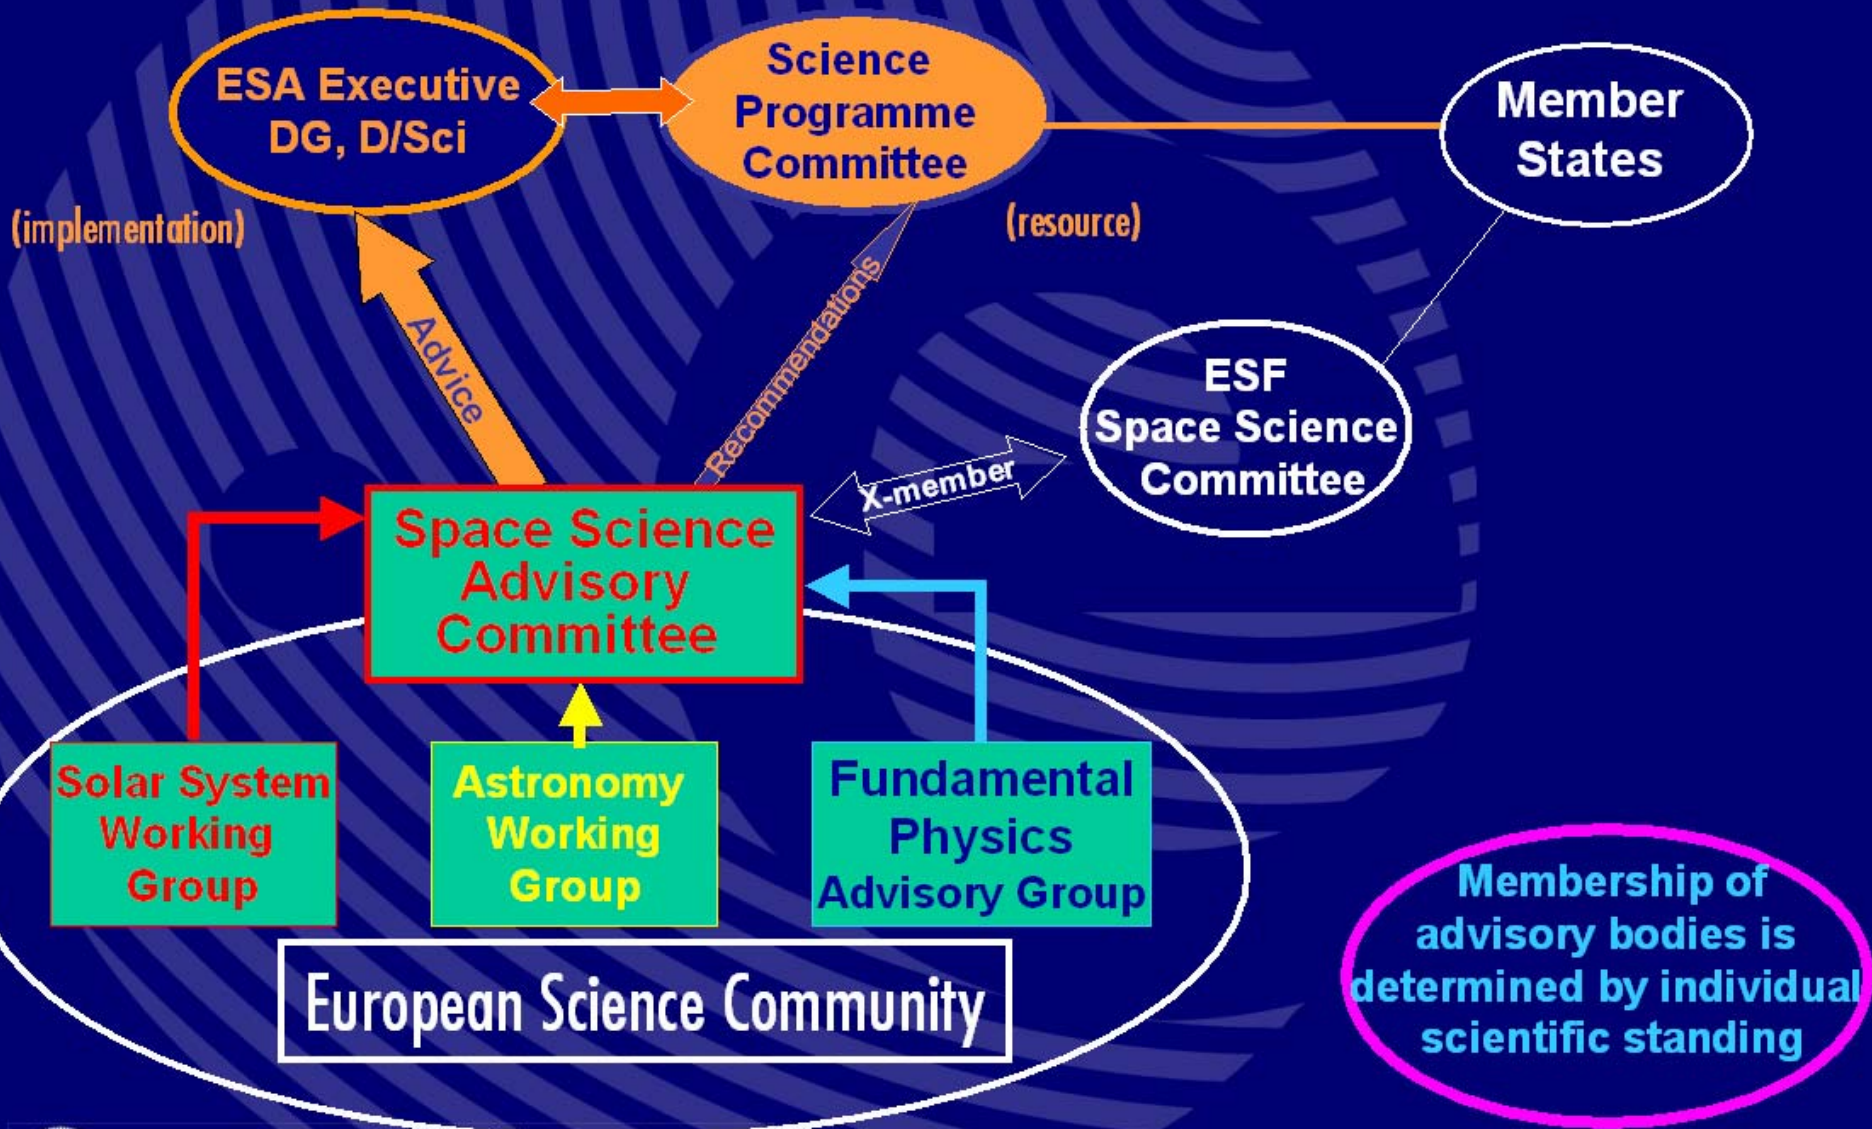 ESA Executive
DG, D/Sci
Science
Programme
Committee
Member
States
(implementation)
(resource)
Advice
Recommendations
ESF
Space Science
Committee
X-member
Space Science
Advisory
Committee
Solar System
Working
Group
Astronomy
Working
Group
Fundamental
Physics
Advisory Group
European Science Community
Membership of
advisory bodies is
determined by individual
scientific standing